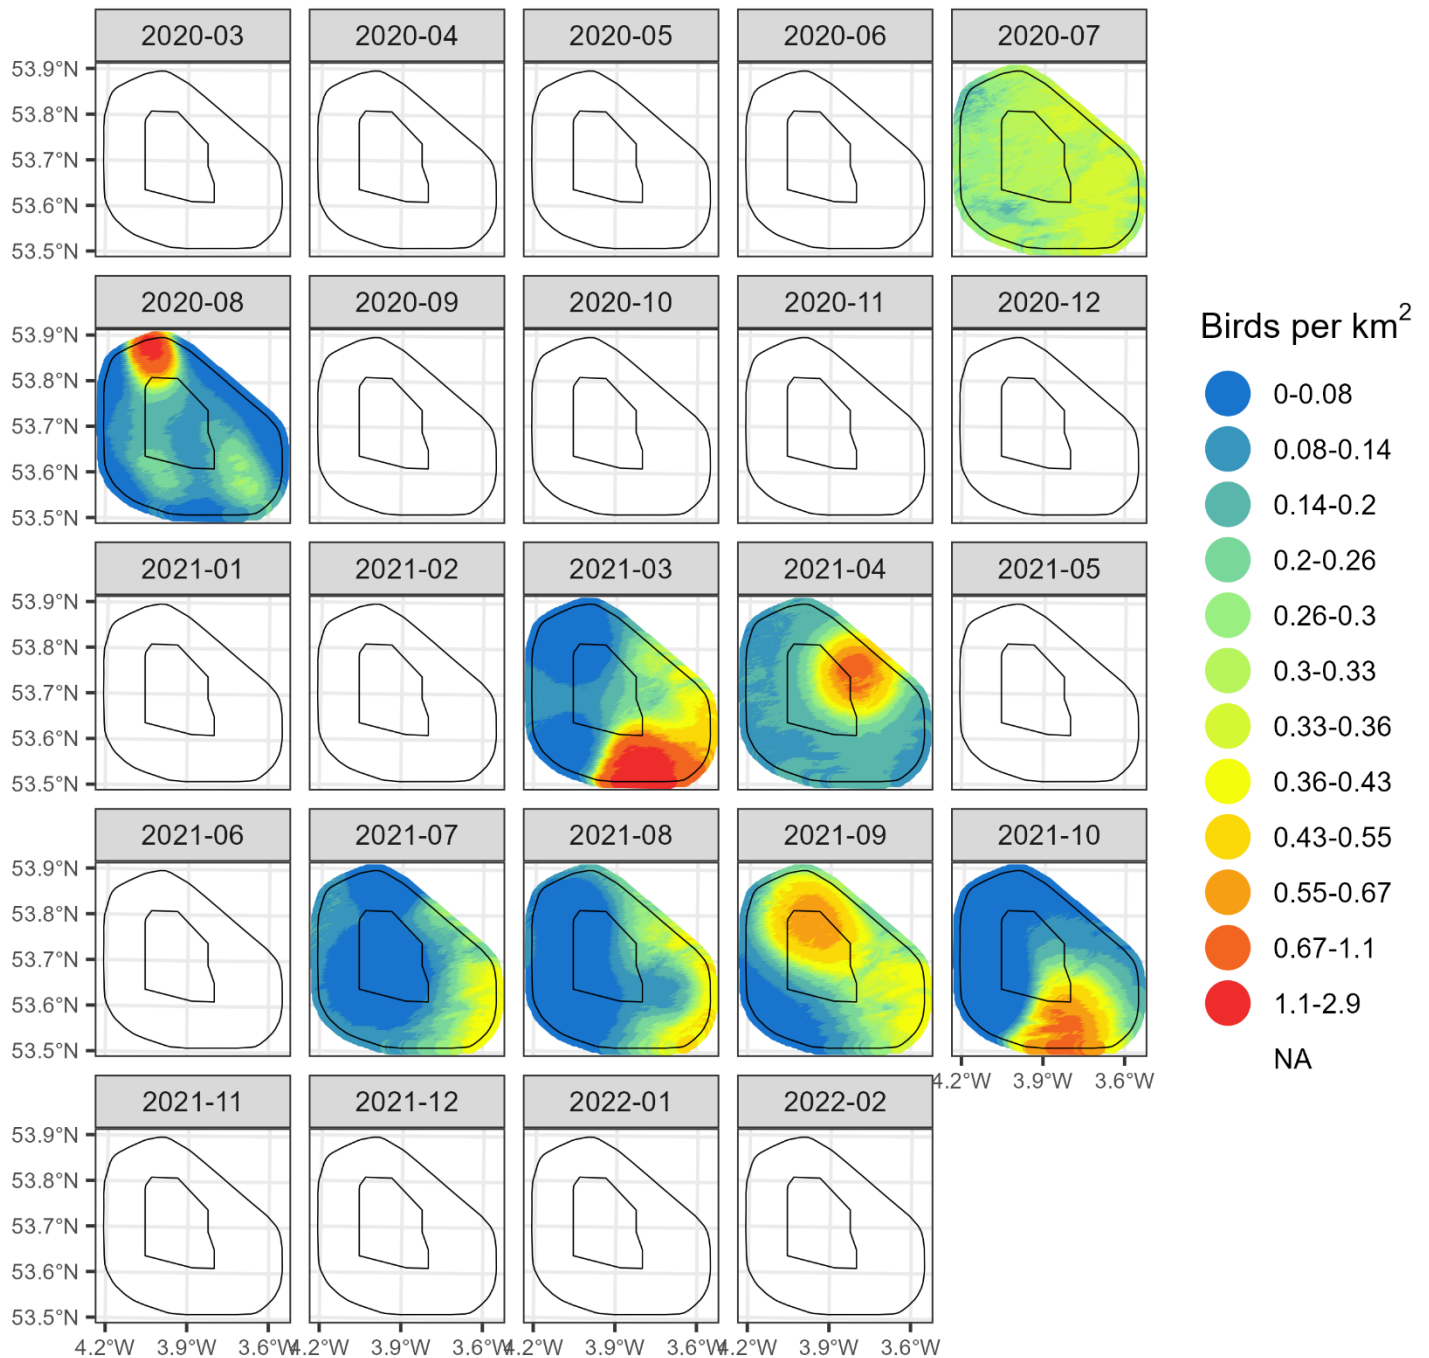 2020-03 2020-04 2020-05 2020-06 2020-07
53.9°N
53.8°N
53.7°N
53.6°N
53.5°N
2020-08 2020-09 2020-10 2020-11 2020-12
53.9°N
53.8°N
53.7°N
53.6°N
53.5°N
2021-01 2021-02 2021-03 2021-04 2021-05
53.9°N
53.8°N
53.7°N
53.6°N
53.5°N
2021-06 2021-07 2021-08 2021-09 2021-10
53.9°N
53.8°N
53.7°N
53.6°N
53.5°N
4.2°W 3.9°W 3.6°W
2021-11 2021-12 2022-01 2022-02
53.9°N
53.8°N
53.7°N
53.6°N
53.5°N
4.2°W 3.9°W 3.6°W 4.2°W 3.9°W 3.6°W 4.2°W 3.9°W 3.6°W 4.2°W 3.9°W 3.6°W
Birds per km²
0-0.08
0.08-0.14
0.14-0.2
0.2-0.26
0.26-0.3
0.3-0.33
0.33-0.36
0.36-0.43
0.43-0.55
0.55-0.67
0.67-1.1
1.1-2.9
NA